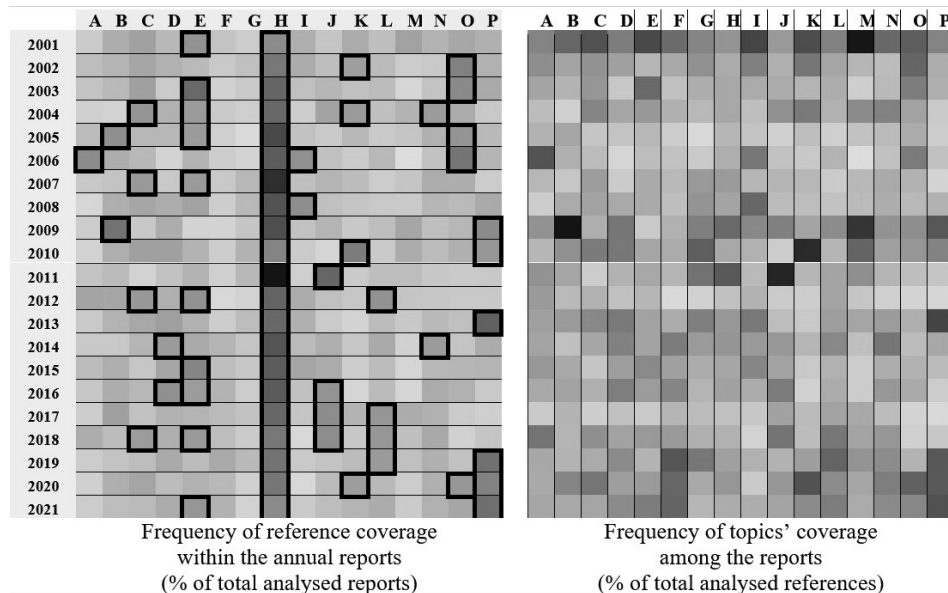 A B C D E F G H I J K L M N O P
A B C D E F G H I J K L M N O P
2001
2002
2003
2004
2005
2006
2007
2008
2009
2010
2011
2012
2013
2014
2015
2016
2017
2018
2019
2020
2021
Frequency of reference coverage
within the annual reports
(% of total analysed reports)
Frequency of topics’ coverage
among the reports
(% of total analysed references)